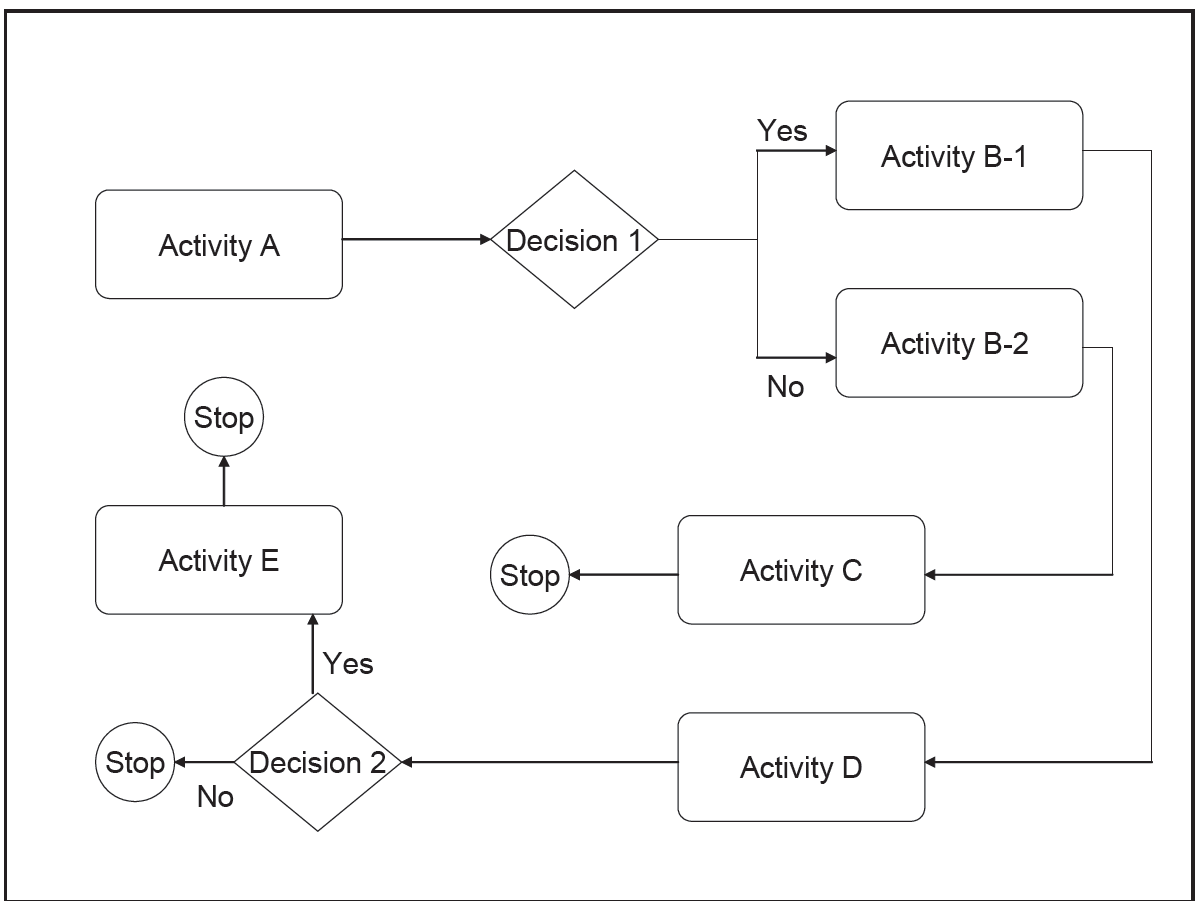 Yes
Activity B-1
Activity A
Decision 1
Activity B-2
No
Stop
Activity E
Stop
Activity C
Yes
Stop
Decision 2
Activity D
No